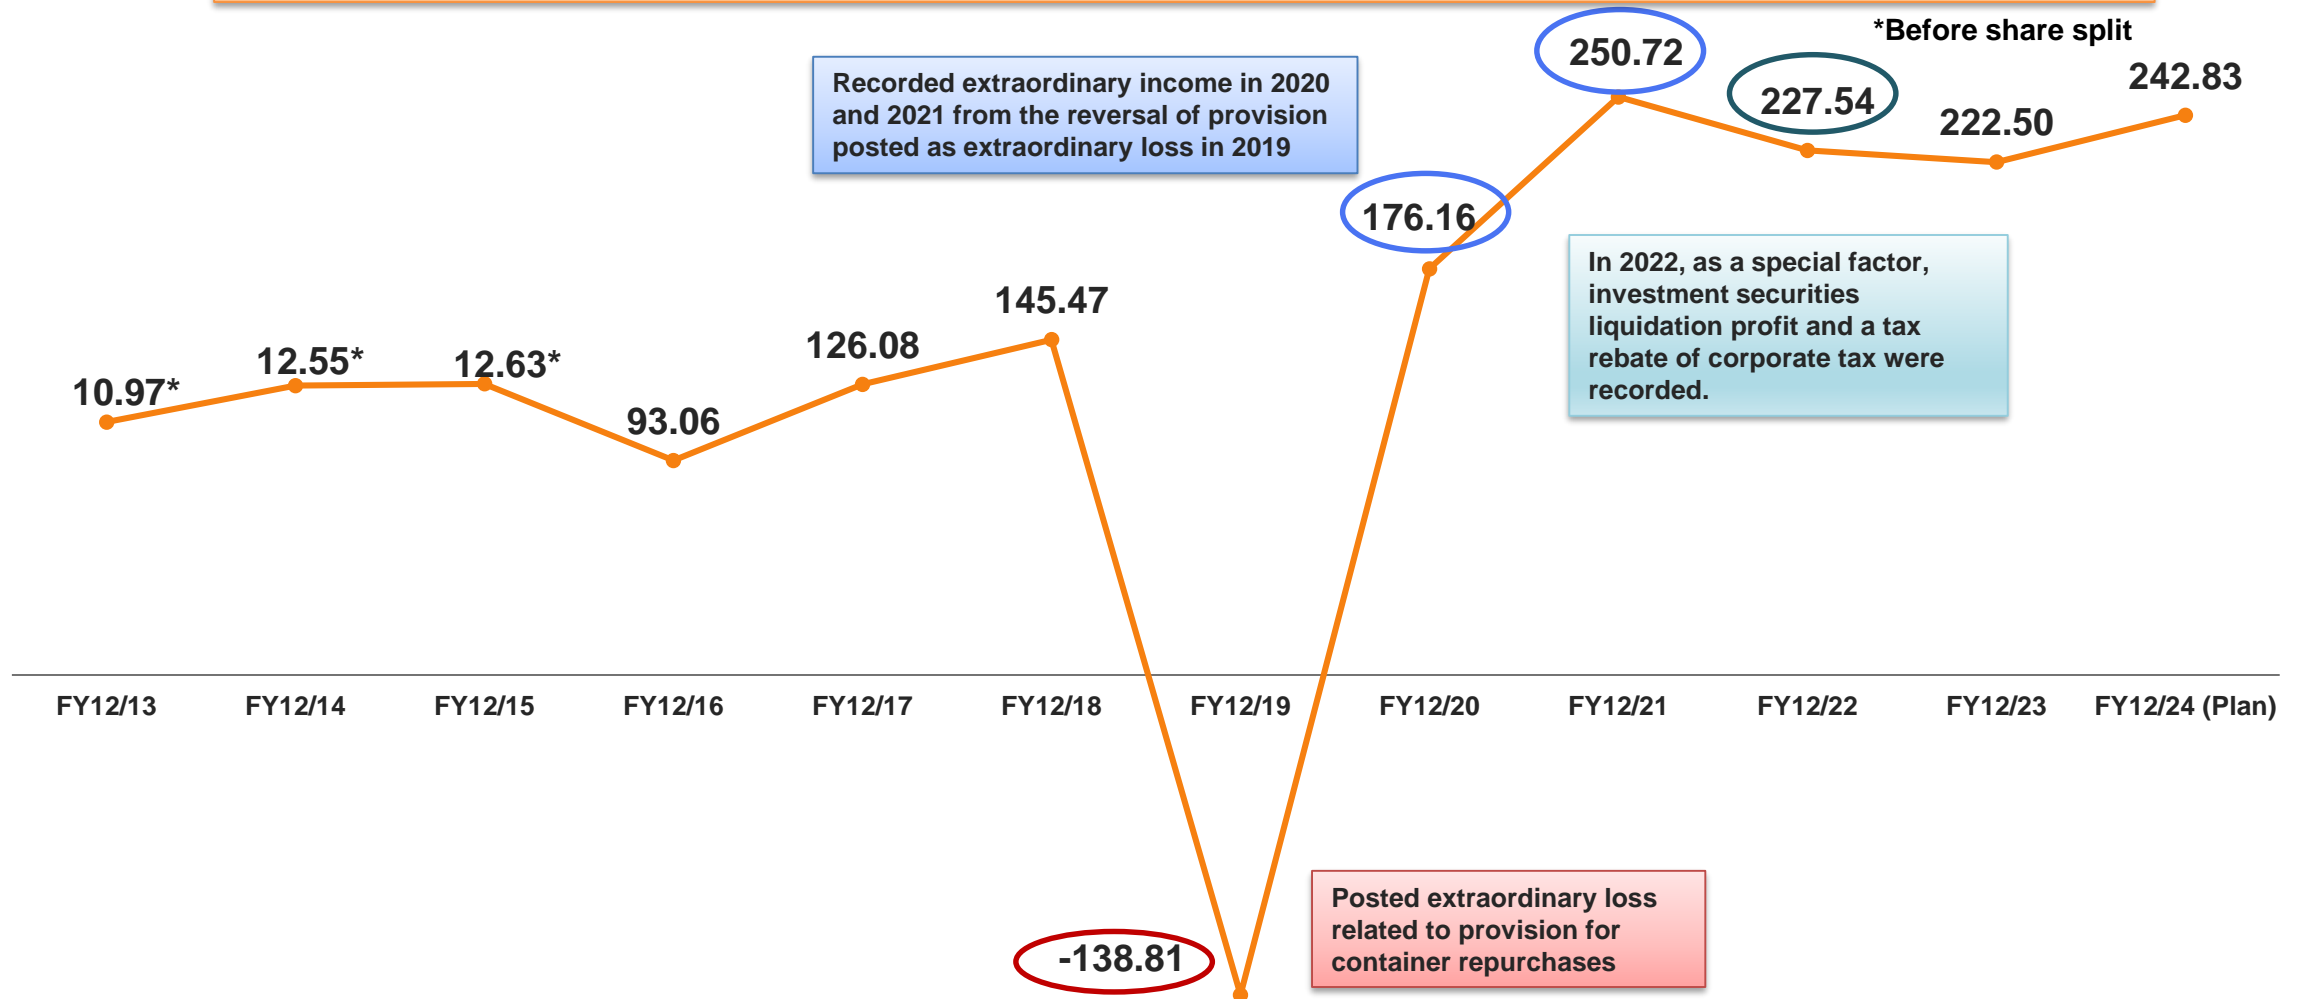 *Before share split
Recorded extraordinary income in 2020
and 2021 from the reversal of provision
posted as extraordinary loss in 2019
250.72
227.54
222.50
242.83
176.16
In 2022, as a special factor,
investment securities
liquidation profit and a tax
rebate of corporate tax were
recorded.
10.97*
12.55*
12.63*
93.06
126.08
145.47
FY12/13
FY12/14
FY12/15
FY12/16
FY12/17
FY12/18
FY12/19
FY12/20
FY12/21
FY12/22
FY12/23
FY12/24 (Plan)
-138.81
Posted extraordinary loss
related to provision for
container repurchases